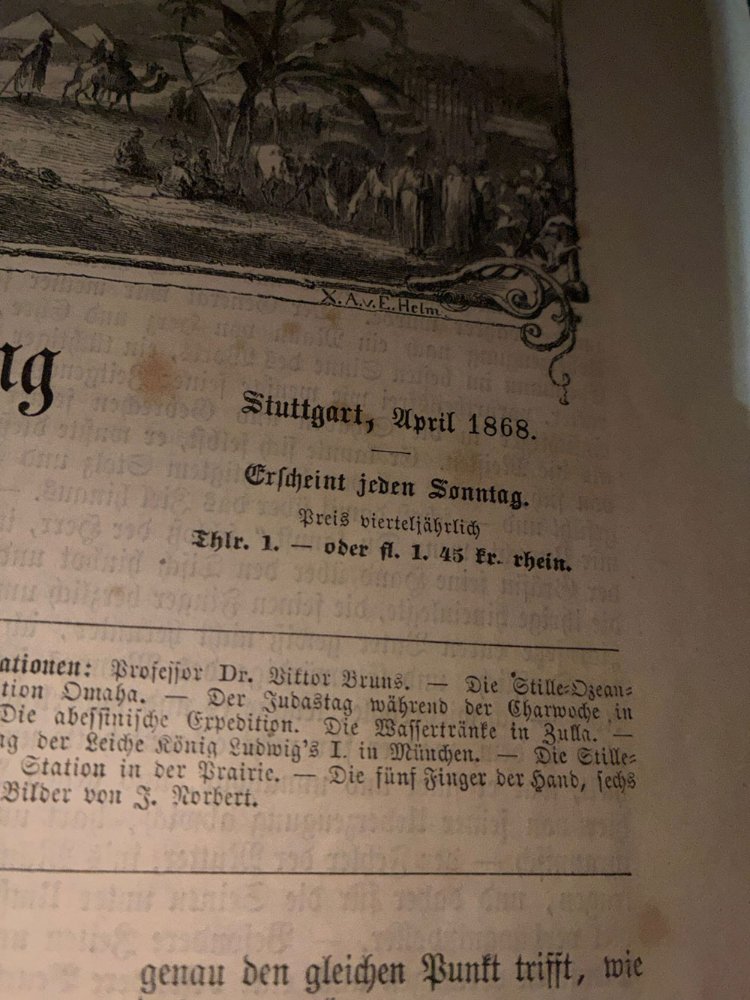 X. A. v. E. Helm.
ng
Stuttgart, April 1868.
Erscheint jeden Sonntag.
Preis vierteljährlich
Thlr. 1. — oder fl. 1. 45 kr. rhein.
ationen: Professor Dr. Viktor Bruns. — Die Stille-Ozean-
tion Omaha. — Der Judastag während der Charwoche in
Die abessinische Expedition. Die Wassertränke in Zulla. —
ng der Leiche König Ludwig's I. in München. — Die Stille-
Station in der Prairie. — Die fünf Finger der Hand, sechs
Bilder von J. Norbert.
genau den gleichen Punkt trifft, wie